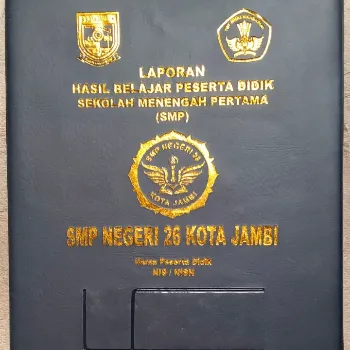 LAPORAN
HASIL BELAJAR PESERTA DIDIK
SEKOLAH MENENGAH PERTAMA
(SMP)
SMP NEGERI 26
KOTA JAMBI
SMP NEGERI 26 KOTA JAMBI
Nama Peserta Didik
NIS / NISN